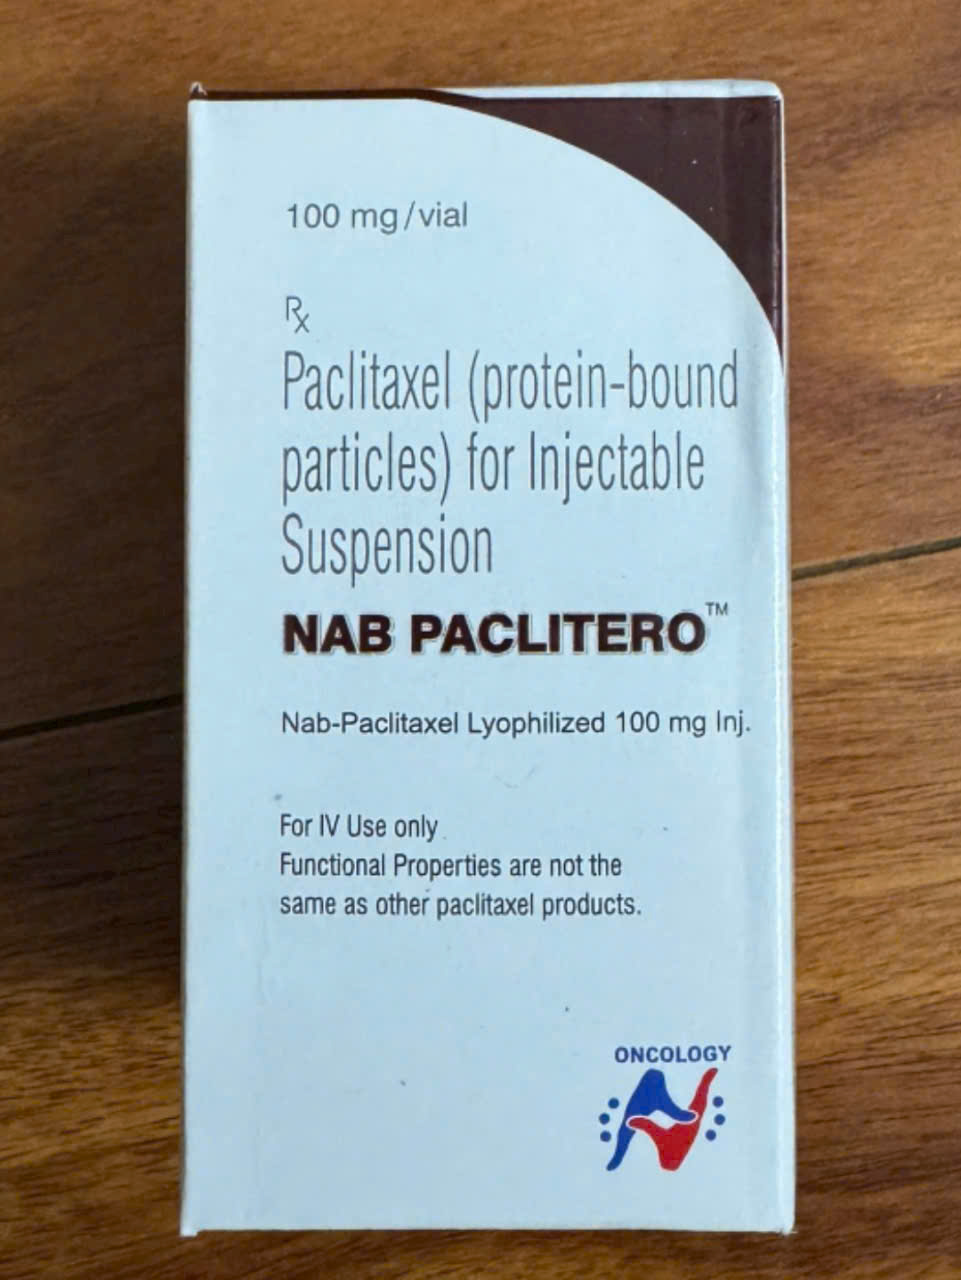 100 mg/vial
Rx
Paclitaxel (protein-bound
particles) for Injectable
Suspension
NAB PACLITERO™
Nab-Paclitaxel Lyophilized 100 mg Inj.
For IV Use only
Functional Properties are not the
same as other paclitaxel products.
ONCOLOGY